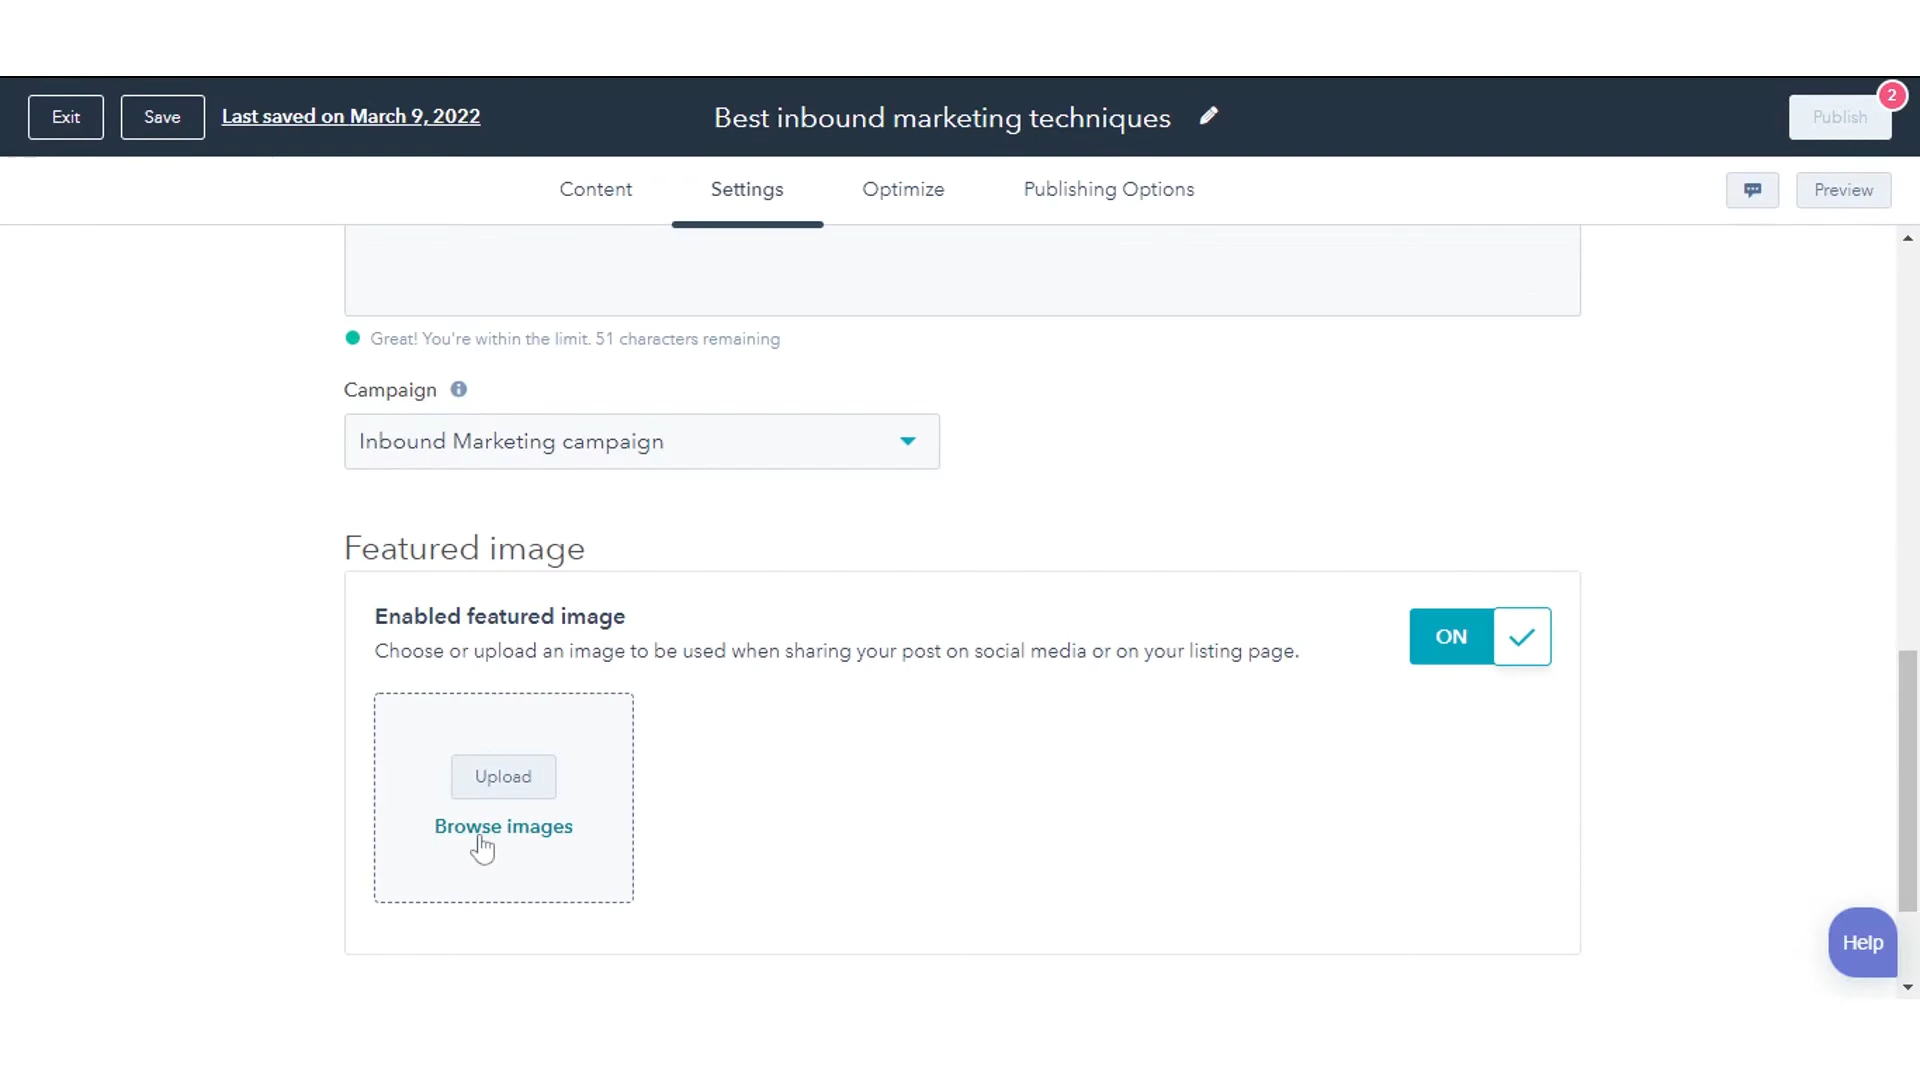 Exit
Save
Last saved on March 9, 2022
Best inbound marketing techniques
Publish
2
Content
Settings
Optimize
Publishing Options
Preview
Great! You're within the limit. 51 characters remaining
Campaign
Inbound Marketing campaign
Featured image
Enabled featured image
ON
Choose or upload an image to be used when sharing your post on social media or on your listing page.
Upload
Browse images
Help